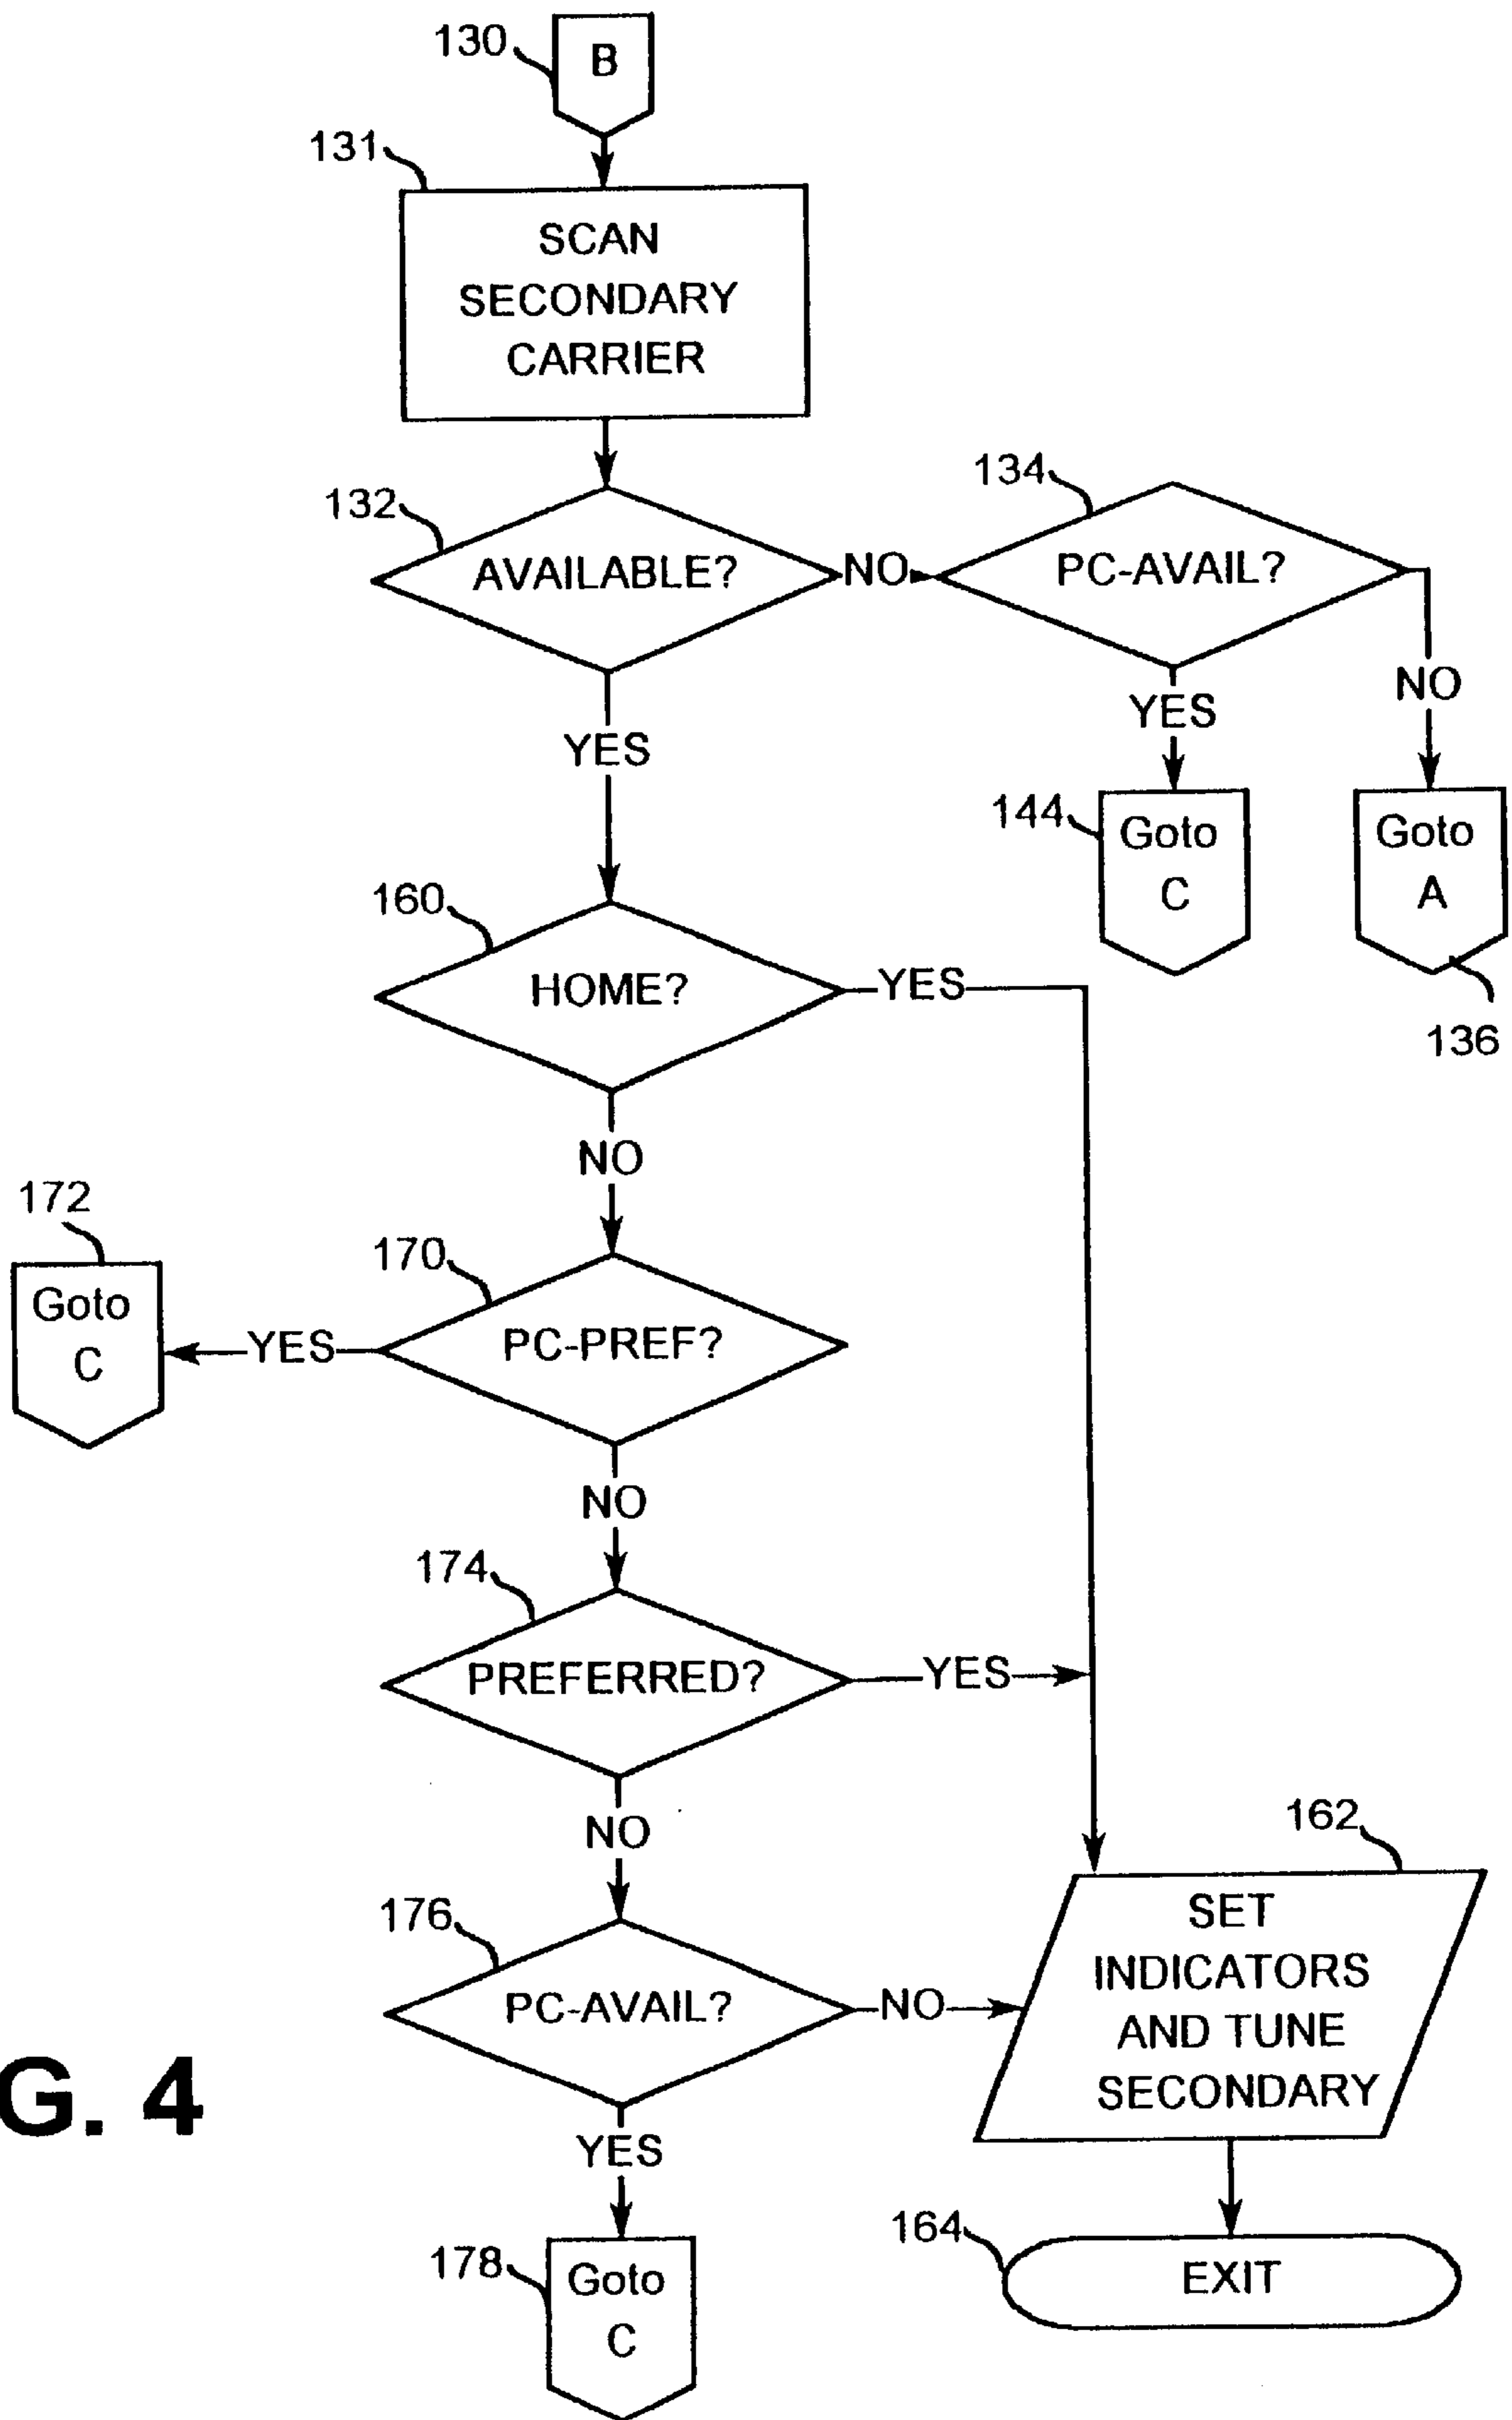 130
B
131
SCAN
SECONDARY
CARRIER
132
AVAILABLE?
NO
134
PC-AVAIL?
YES
NO
YES
144
Goto
C
Goto
A
136
160
HOME?
YES
NO
172
Goto
C
YES
170
PC-PREF?
NO
174
PREFERRED?
YES
NO
162
SET
INDICATORS
AND TUNE
SECONDARY
176
PC-AVAIL?
NO
YES
G. 4
178
Goto
C
164
EXIT